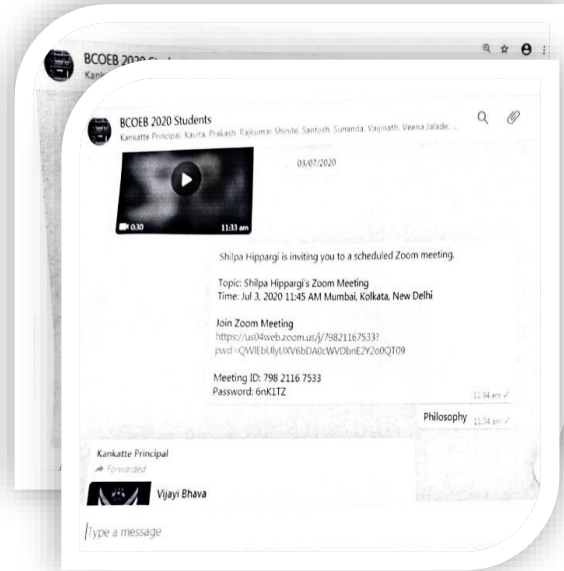 BCOEB 2020
BCOEB 2020 Students
Kankatte Principal, Kavita, Prakash, Rajkumar Shinde, Santosh, Sunanda, Vaijinath, Veena Jalade, ...
03/07/2020
0:30 11:33 am
Shilpa Hippargi is inviting you to a scheduled Zoom meeting.
Topic: Shilpa Hippargi's Zoom Meeting
Time: Jul 3, 2020 11:45 AM Mumbai, Kolkata, New Delhi
Join Zoom Meeting
https://us04web.zoom.us/j/79821167533?
Meeting ID: 798 2116 7533
Password: 6nK1TZ
11:34 am
Philosophy 11:34 am
Kankatte Principal
Forwarded
Vijayi Bhava
Type a message